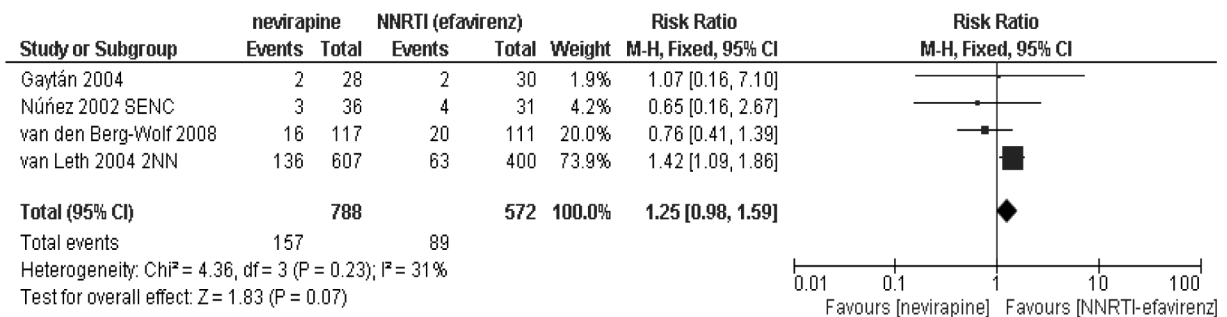 nevirapine NNRTI (efavirenz) Risk Ratio Risk Ratio
Study or Subgroup Events Total Events Total Weight M-H, Fixed, 95% CI M-H, Fixed, 95% CI
Gaytán 2004 2 28 2 30 1.9% 1.07 [0.16, 7.10]
Núńez 2002 SENC 3 36 4 31 4.2% 0.65 [0.16, 2.67]
van den Berg-Wolf 2008 16 117 20 111 20.0% 0.76 [0.41, 1.39]
van Leth 2004 2NN 136 607 63 400 73.9% 1.42 [1.09, 1.86]
Total (95% CI) 788 572 100.0% 1.25 [0.98, 1.59]
Total events 157 89
Heterogeneity: Chi² = 4.36, df = 3 (P = 0.23); I² = 31%
Test for overall effect: Z = 1.83 (P = 0.07)
0.01 0.1 1 10 100
Favours [nevirapine] Favours [NNRTI-efavirenz]